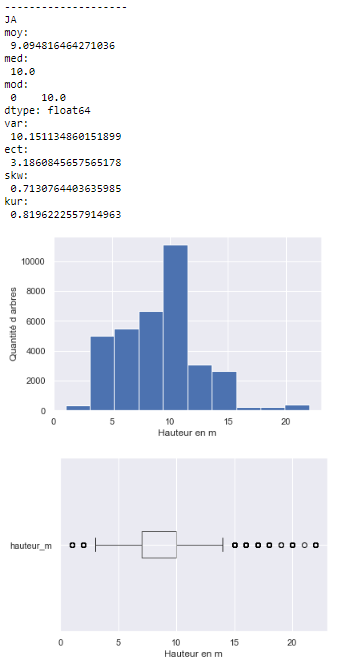 --------------------
JA
moy:
 9.094816464271036
med:
 10.0
mod:
 0    10.0
dtype: float64
var:
 10.151134860151899
ect:
 3.1860845657565178
skw:
 0.7130764403635985
kur:
 0.8196222557914963
10000
8000
6000
4000
2000
0
Quantité d arbres
0 5 10 15 20
Hauteur en m
hauteur_m
0 5 10 15 20
Hauteur en m